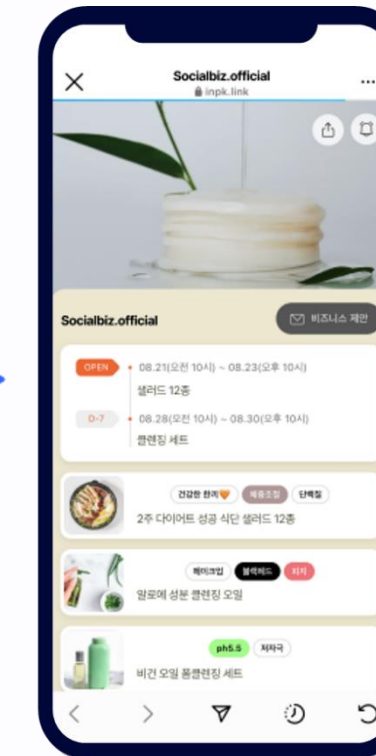 Socialbiz.official
inpk.link
Socialbiz.official
비즈니스 제안
OPEN
08.21(오전 10시) ~ 08.23(오후 10시)
샐러드 12종
D-7
08.28(오전 10시) ~ 08.30(오후 10시)
클렌징 세트
건강한 한끼🧡 체중조절 단백질
2주 다이어트 성공 식단 샐러드 12종
메이크업 블랙헤드 피지
알로에 성분 클렌징 오일
ph5.5 저자극
비건 오일 폼클렌징 세트